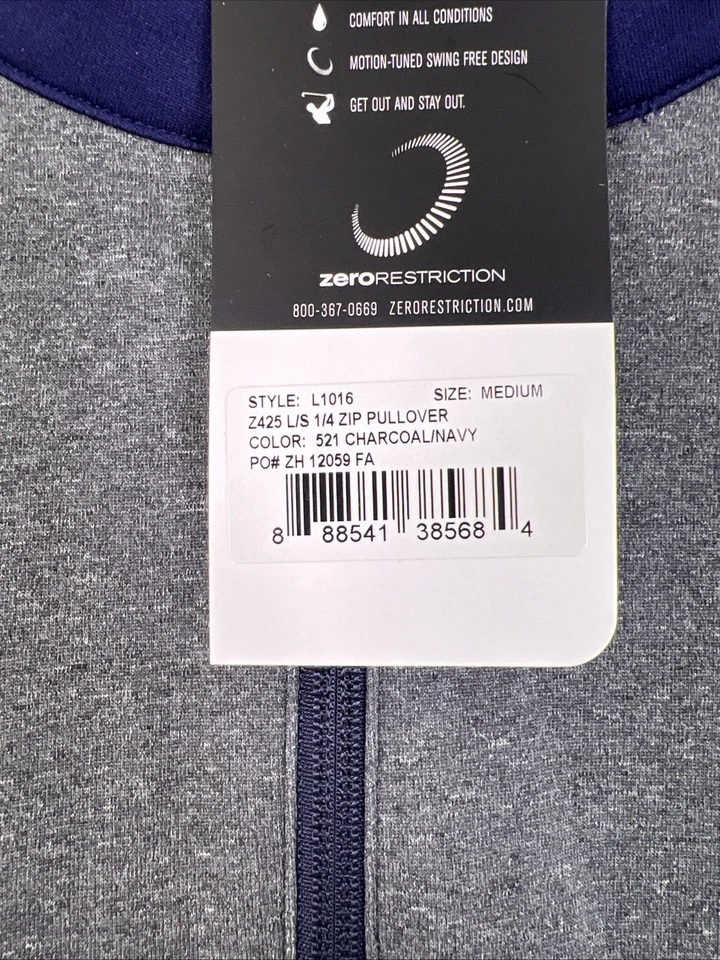 COMFORT IN ALL CONDITIONS
MOTION-TUNED SWING FREE DESIGN
GET OUT AND STAY OUT.
zeroRESTRICTION
800-367-0669 ZERORESTRICTION.COM
STYLE: L1016 SIZE: MEDIUM
Z425 L/S 1/4 ZIP PULLOVER
COLOR: 521 CHARCOAL/NAVY
PO# ZH 12059 FA
8 88541 38568 4